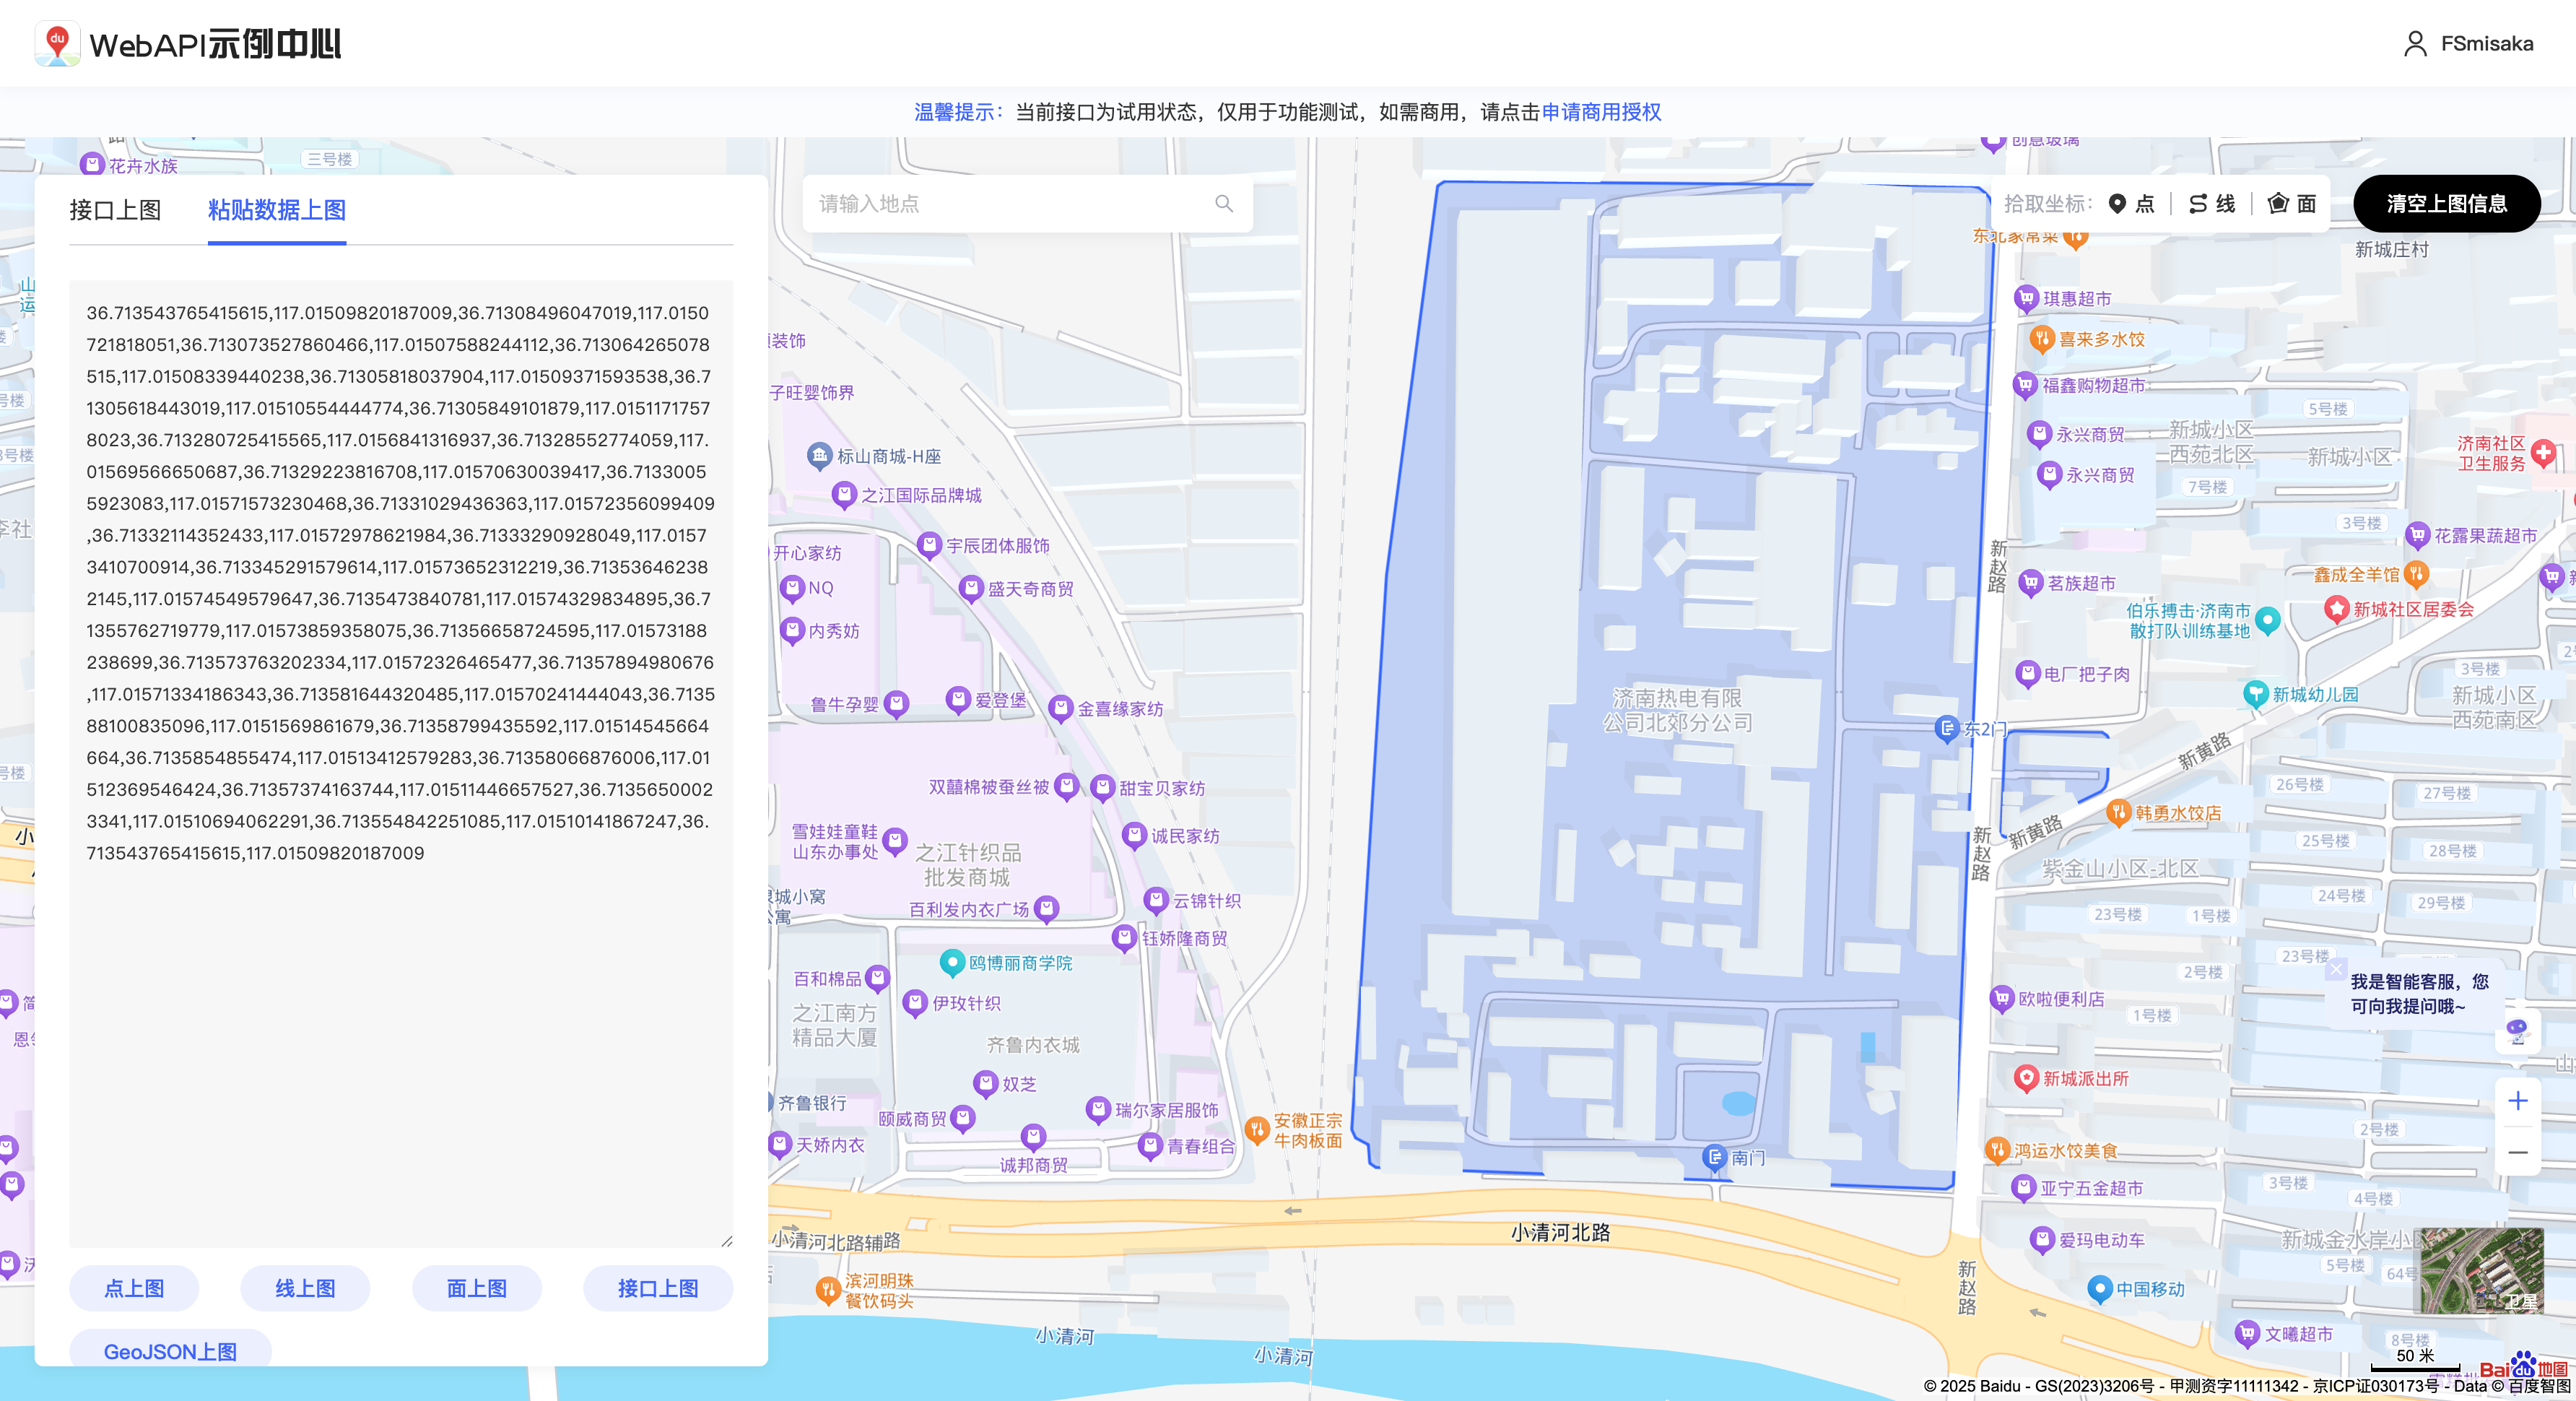 WebAPI示例中心
FSmisaka
温馨提示：当前接口为试用状态，仅用于功能测试，如需商用，请点击申请商用授权
接口上图
粘贴数据上图
36.713543765415615,117.01509820187009,36.71308496047019,117.0150
721818051,36.713073527860466,117.01507588244112,36.713064265078
515,117.01508339440238,36.71305818037904,117.01509371593538,36.7
1305618443019,117.01510554444774,36.71305849101879,117.0151171757
8023,36.713280725415565,117.0156841316937,36.71328552774059,117.
01569566650687,36.71329223816708,117.01570630039417,36.7133005
5923083,117.01571573230468,36.71331029436363,117.01572356099409
,36.71332114352433,117.01572978621984,36.71333290928049,117.0157
3410700914,36.713345291579614,117.01573652312219,36.71353646238
2145,117.01574549579647,36.7135473840781,117.01574329834895,36.7
1355762719779,117.01573859358075,36.71356658724595,117.01573188
238699,36.713573763202334,117.01572326465477,36.71357894980676
,117.01571334186343,36.713581644320485,117.01570241444043,36.7135
88100835096,117.0151569861679,36.71358799435592,117.01514545664
664,36.7135854855474,117.01513412579283,36.71358066876006,117.01
512369546424,36.71357374163744,117.01511446657527,36.7135650002
3341,117.01510694062291,36.713554842251085,117.01510141867247,36.
713543765415615,117.01509820187009
点上图
线上图
面上图
接口上图
GeoJSON上图
请输入地点
拾取坐标：
点
线
面
清空上图信息
花卉水族
三号楼
创意玻璃
东北家常菜
新城庄村
琪惠超市
喜来多水饺
福鑫购物超市
永兴商贸
永兴商贸
新城小区
西苑北区
5号楼
新城小区
7号楼
3号楼
济南社区
卫生服务
花露果蔬超市
鑫成全羊馆
新城社区居委会
茗族超市
伯乐搏击·济南市
散打队训练基地
电厂把子肉
新城幼儿园
3号楼
新城小区
西苑南区
新赵路
新黄路
新黄路
新赵路
韩勇水饺店
紫金山小区-北区
26号楼
27号楼
25号楼
28号楼
24号楼
29号楼
23号楼
1号楼
23号楼
2号楼
1号楼
欧啦便利店
新城派出所
2号楼
鸿运水饺美食
亚宁五金超市
3号楼
4号楼
爱玛电动车
新城金水岸小区
5号楼
64号
中国移动
文曦超市
8号楼
新赵路
济南热电有限
公司北郊分公司
东2门
南门
小清河北路
小清河北路辅路
滨河明珠
餐饮码头
小清河
小清河
安徽正宗
牛肉板面
子旺婴饰界
标山商城-H座
之江国际品牌城
宇辰团体服饰
开心家纺
盛天奇商贸
NQ
内秀妨
鲁牛孕婴
爱登堡
金喜缘家纺
双囍棉被蚕丝被
甜宝贝家纺
雪娃娃童鞋
山东办事处
诚民家纺
之江针织品
批发商城
云锦针织
百利发内衣广场
钰娇隆商贸
鸥博丽商学院
百和棉品
伊玫针织
之江南方
精品大厦
齐鲁内衣城
奴芝
齐鲁银行
颐威商贸
瑞尔家居服饰
天娇内衣
诚邦商贸
青春组合
我是智能客服，您
可向我提问哦~
卫星
50 米
Bai du 地图
© 2025 Baidu - GS(2023)3206号 - 甲测资字11111342 - 京ICP证030173号 - Data © 百度智图